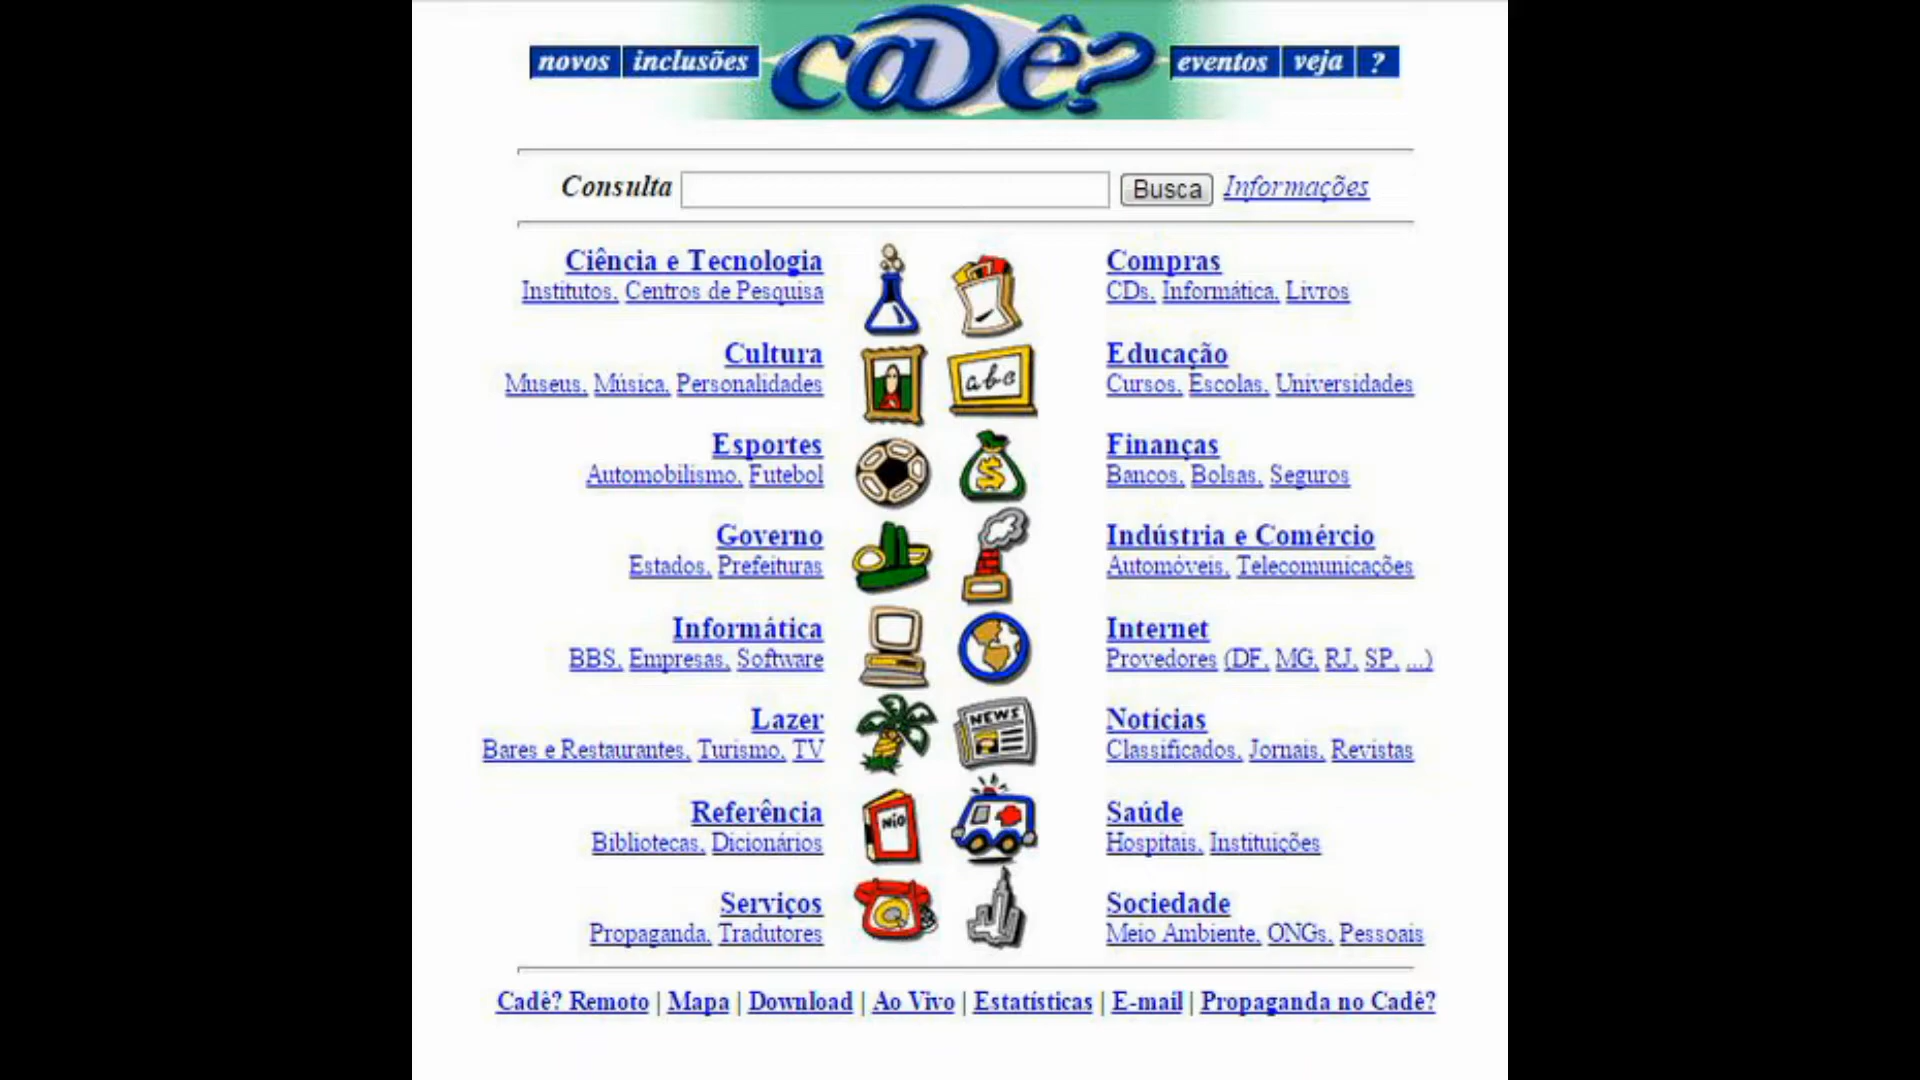 novos inclusões cadê? eventos veja ?
Consulta Busca Informações
Ciência e Tecnologia
Institutos, Centros de Pesquisa
Compras
CDs, Informática, Livros
Cultura
Museus, Música, Personalidades
abc
Educação
Cursos, Escolas, Universidades
Esportes
Automobilismo, Futebol
$
Finanças
Bancos, Bolsas, Seguros
Governo
Estados, Prefeituras
Indústria e Comércio
Automóveis, Telecomunicações
Informática
BBS, Empresas, Software
Internet
Provedores (DF, MG, RJ, SP, ...)
Lazer
Bares e Restaurantes, Turismo, TV
NEWS
Notícias
Classificados, Jornais, Revistas
Referência
Bibliotecas, Dicionários
Saúde
Hospitais, Instituições
Serviços
Propaganda, Tradutores
Sociedade
Meio Ambiente, ONGs, Pessoais
Cadê? Remoto | Mapa | Download | Ao Vivo | Estatísticas | E-mail | Propaganda no Cadê?